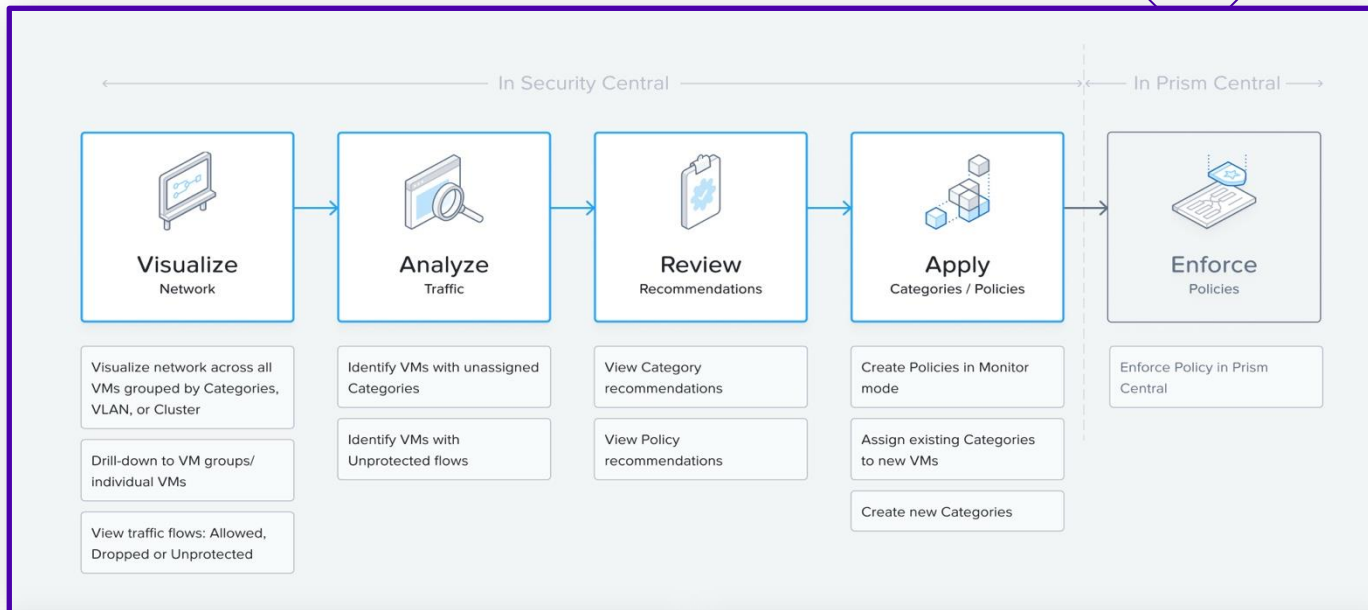 In Security Central
In Prism Central
Visualize
Network
Analyze
Traffic
Review
Recommendations
Apply
Categories / Policies
Enforce
Policies
Visualize network across all
VMs grouped by Categories,
VLAN, or Cluster
Drill-down to VM groups/
individual VMs
View traffic flows: Allowed,
Dropped or Unprotected
Identify VMs with unassigned
Categories
Identify VMs with
Unprotected flows
View Category
recommendations
View Policy
recommendations
Create Policies in Monitor
mode
Assign existing Categories
to new VMs
Create new Categories
Enforce Policy in Prism
Central